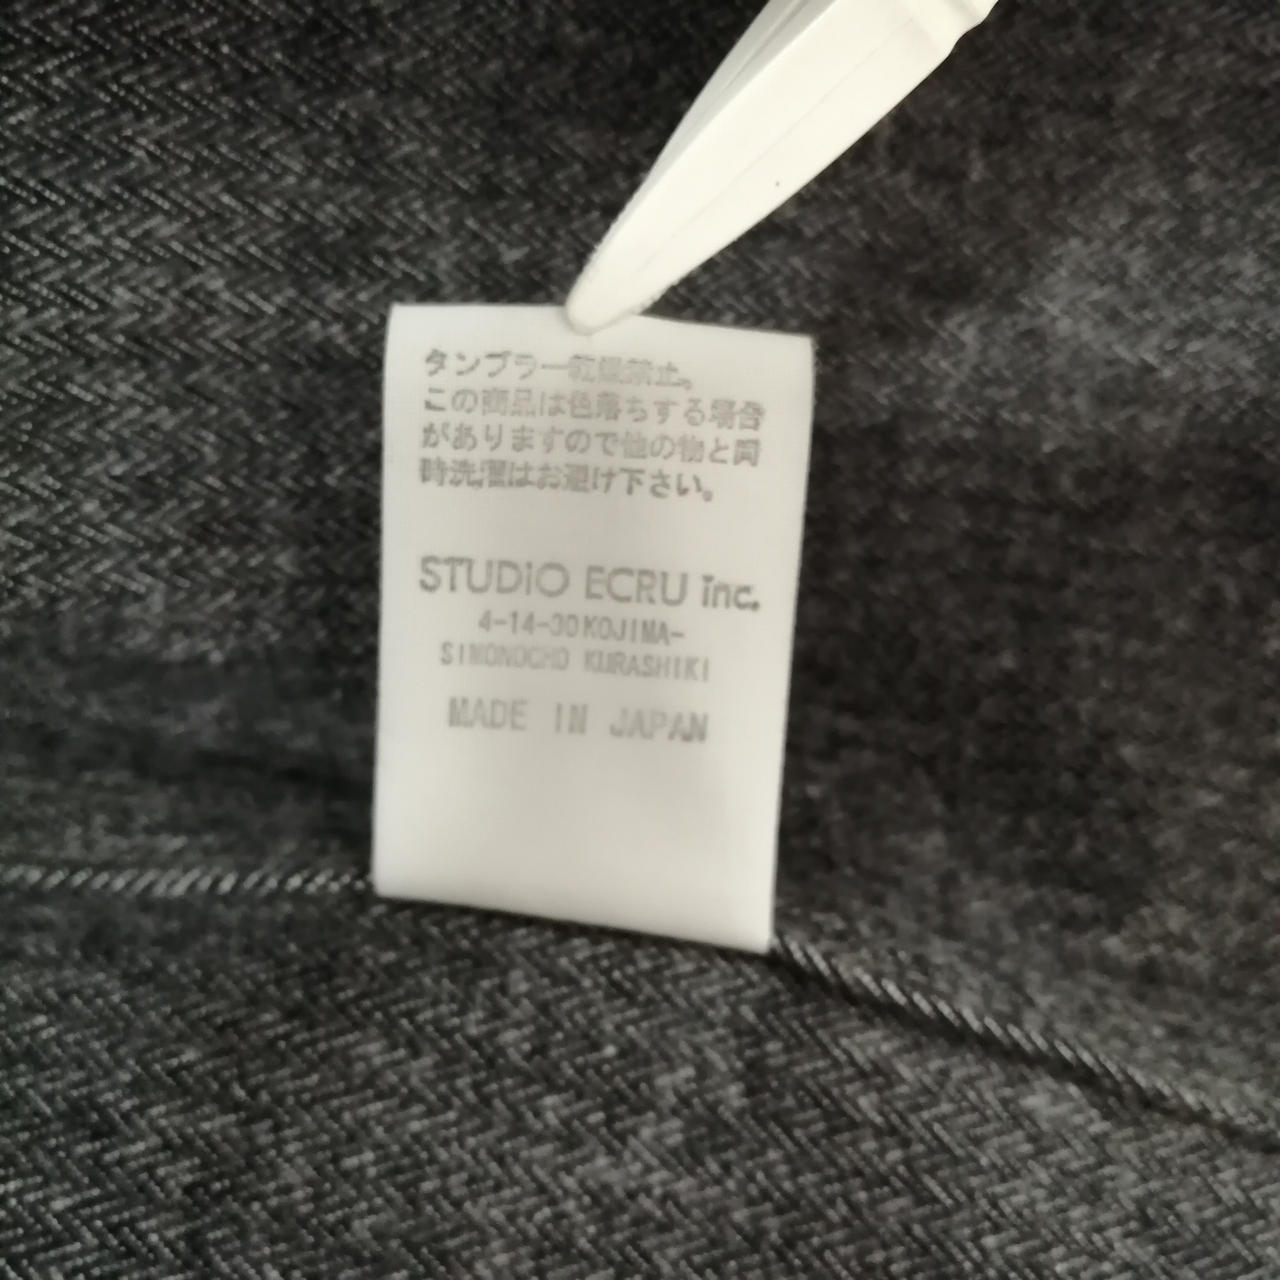 タンブラー乾燥禁止。
この商品は色落ちする場合
がありますので他の物と同
時洗濯はお避け下さい。
STUDiO ECRU inc.
4-14-30KOJIMA-
SIMONOCHO KURASHIKI
MADE IN JAPAN